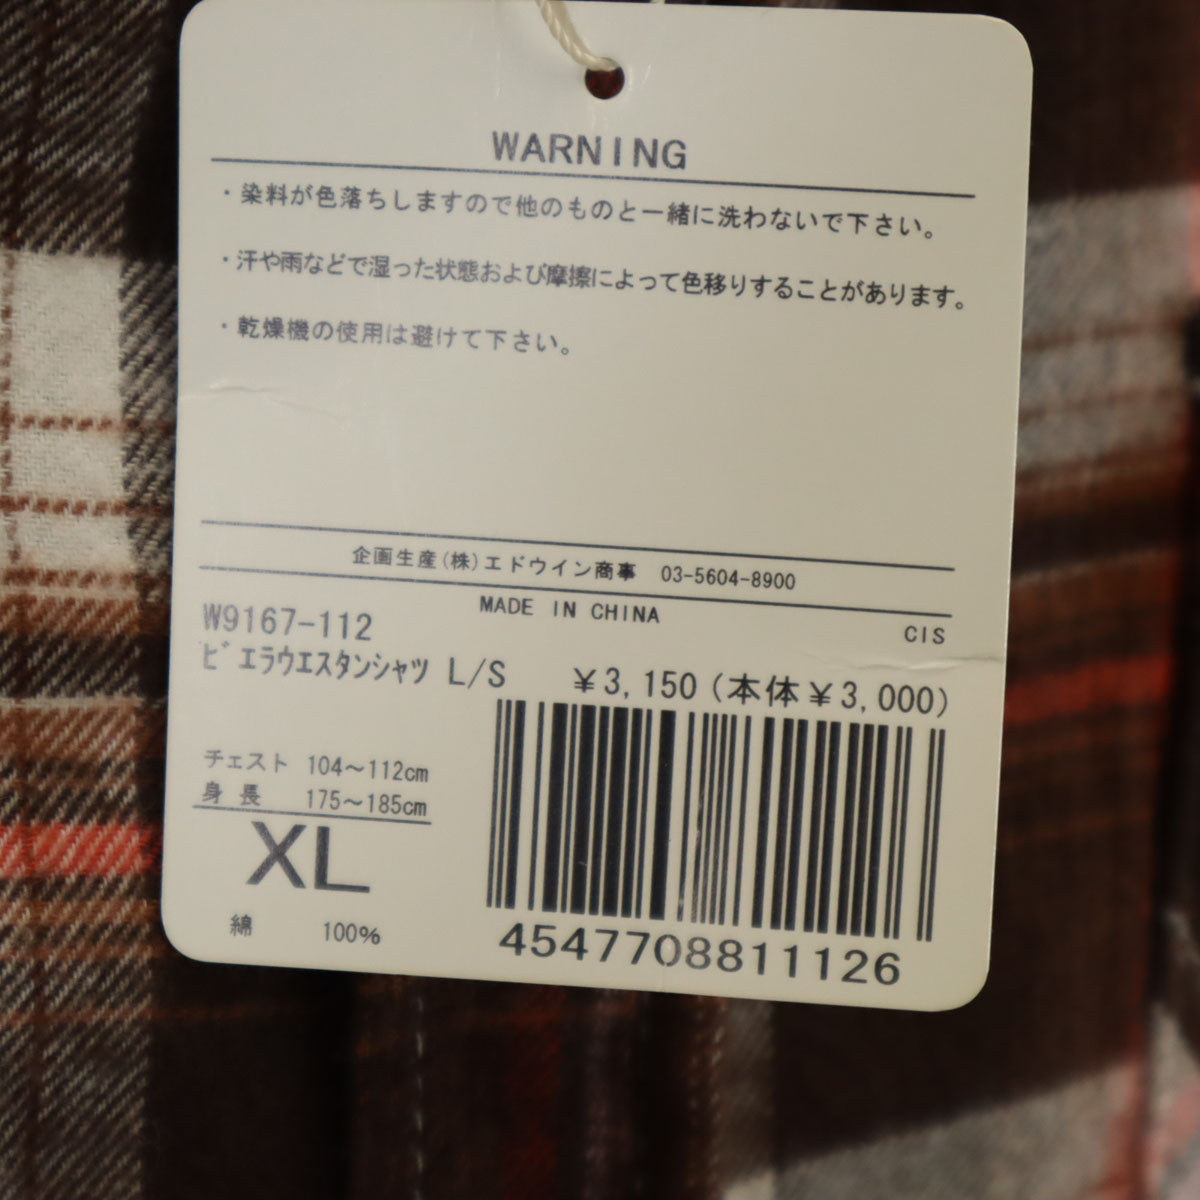 WARNING
・染料が色落ちしますので他のものと一緒に洗わないで下さい。
・汗や雨などで湿った状態および摩擦によって色移りすることがあります。
・乾燥機の使用は避けて下さい。
企画生産(株)エドウイン商事 03-5604-8900
MADE IN CHINA
CIS
W9167-112
ビエラウエスタンシャツ L/S
￥3,150(本体￥3,000)
チェスト 104〜112cm
身長 175〜185cm
XL
綿 100%
4547708811126